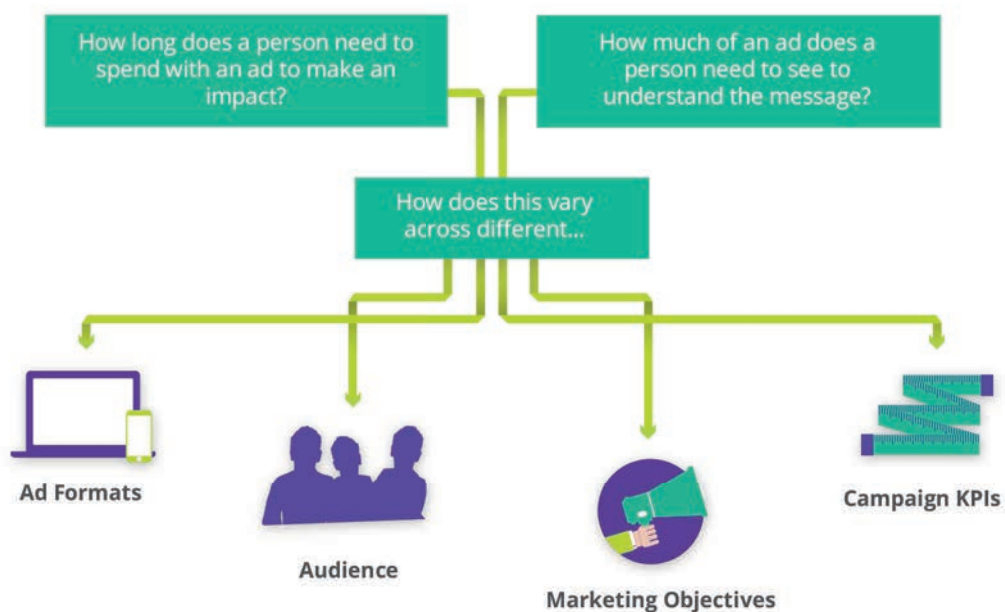 How long does a person need to
spend with an ad to make an
impact?
How much of an ad does a
person need to see to
understand the message?
How does this vary
across different...
Ad Formats
Audience
Marketing Objectives
Campaign KPIs